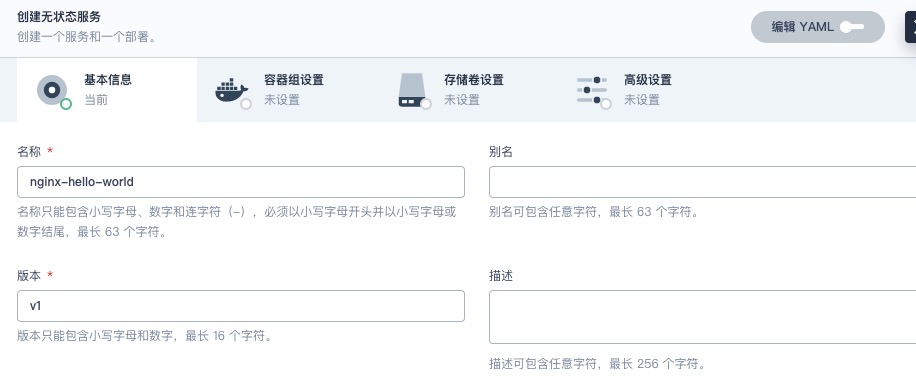 创建无状态服务
创建一个服务和一个部署。
编辑 YAML
基本信息
当前
容器组设置
未设置
存储卷设置
未设置
高级设置
未设置
名称 *
nginx-hello-world
名称只能包含小写字母、数字和连字符（-），必须以小写字母开头并以小写字母或
数字结尾，最长 63 个字符。
别名
别名可包含任意字符，最长 63 个字符。
版本 *
v1
版本只能包含小写字母和数字，最长 16 个字符。
描述
描述可包含任意字符，最长 256 个字符。